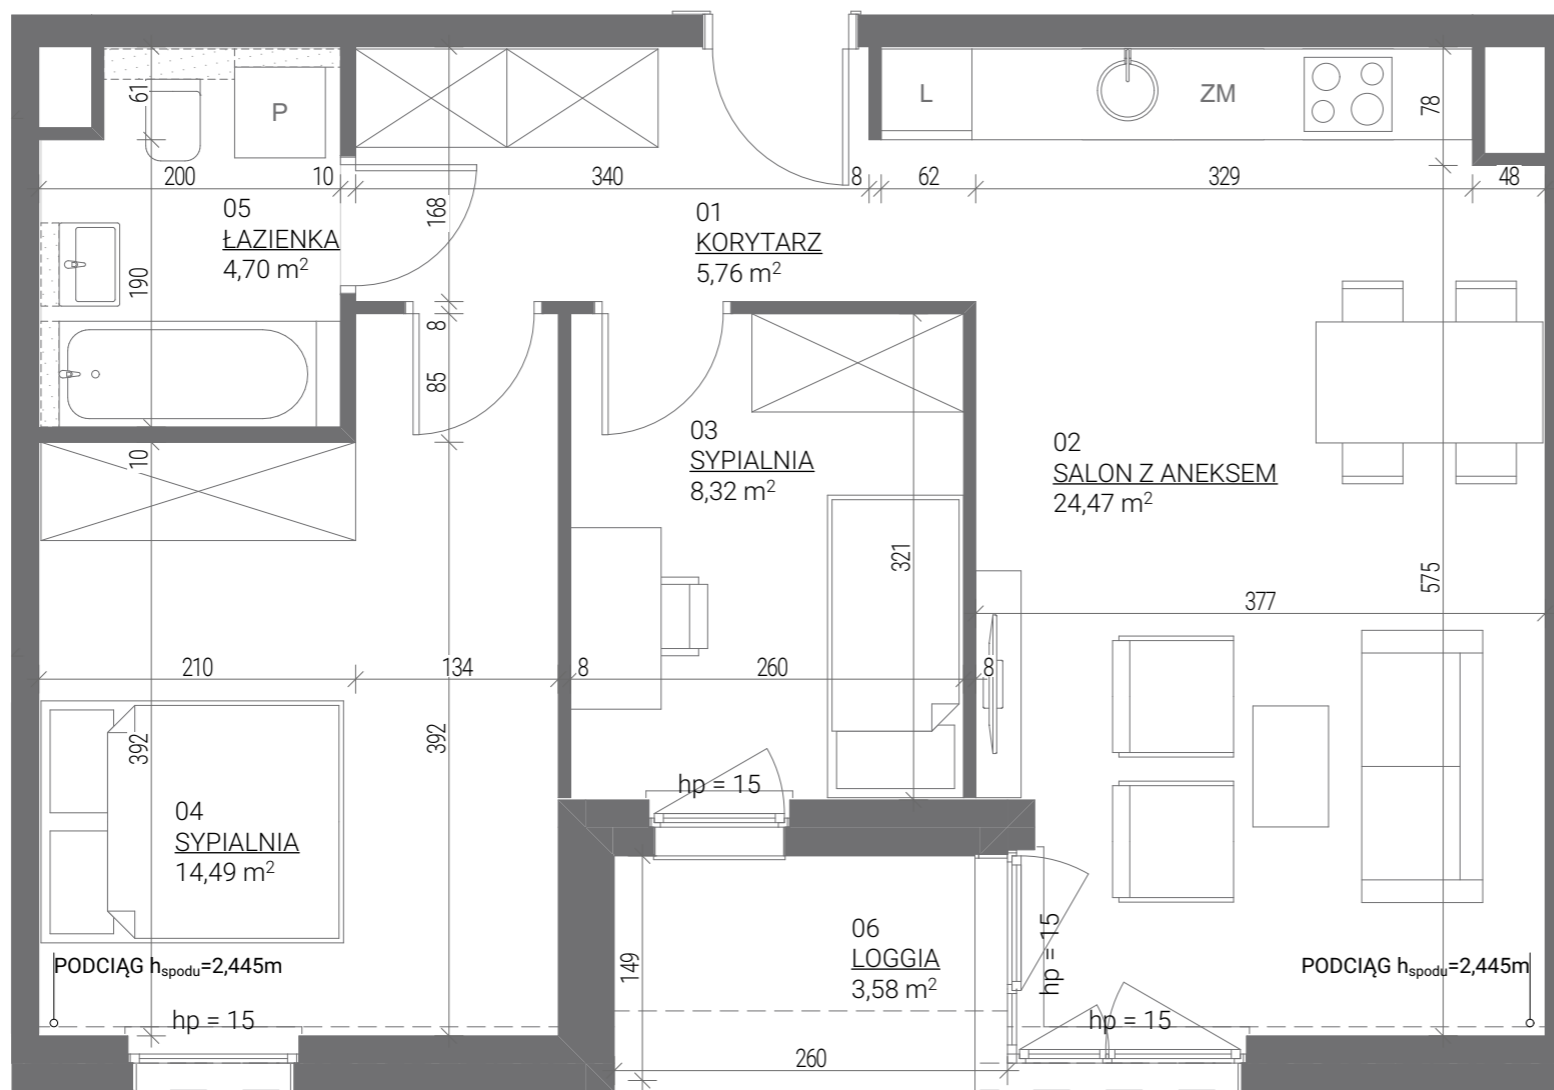 61
P
L
ZM
78
200
10
340
8
62
329
48
05
ŁAZIENKA
4,70 m²
168
01
KORYTARZ
5,76 m²
190
8
85
10
03
SYPIALNIA
8,32 m²
02
SALON Z ANEKSEM
24,47 m²
321
575
377
210
134
8
260
8
392
392
hp = 15
04
SYPIALNIA
14,49 m²
06
LOGGIA
3,58 m²
149
hp = 15
PODCIĄG hspodu=2,445m
PODCIĄG hspodu=2,445m
hp = 15
hp = 15
260